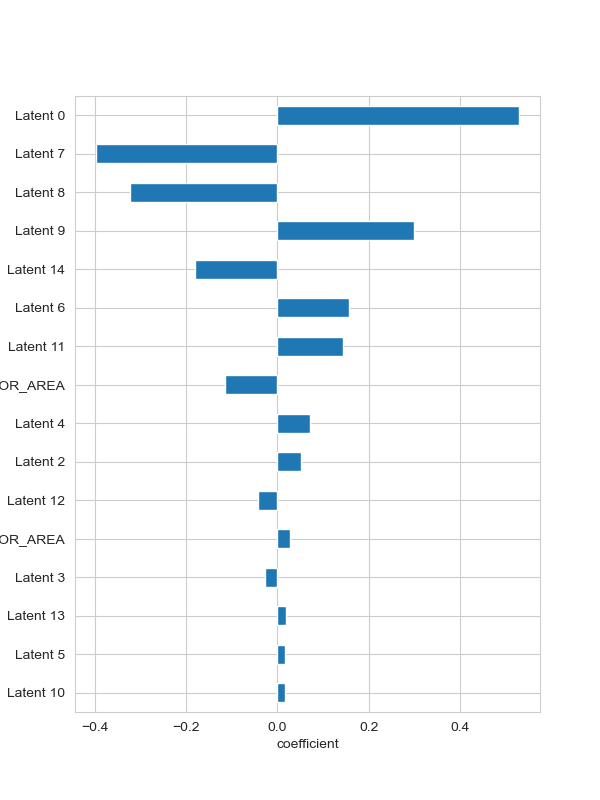 Latent 0
Latent 7
Latent 8
Latent 9
Latent 14
Latent 6
Latent 11
OR_AREA
Latent 4
Latent 2
Latent 12
OR_AREA
Latent 3
Latent 13
Latent 5
Latent 10
−0.4 −0.2 0.0 0.2 0.4
coefficient